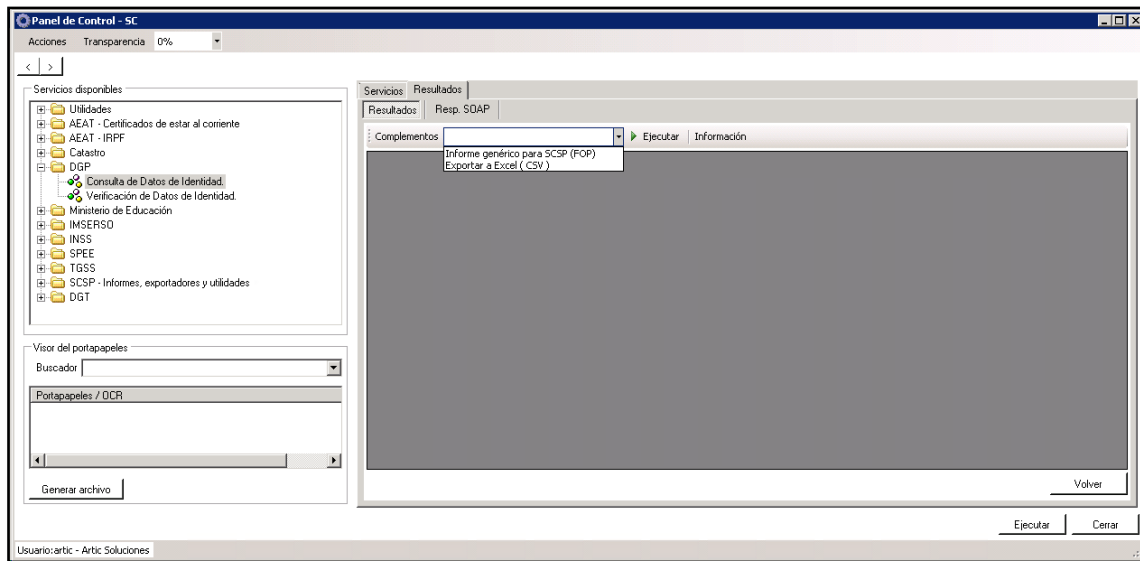 Panel de Control - SC
Acciones Transparencia 0%
< >
Servicios disponibles
Utilidades
AEAT - Certificados de estar al corriente
AEAT - IRPF
Catastro
DGP
Consulta de Datos de Identidad.
Verificación de Datos de Identidad.
Ministerio de Educación
IMSERSO
INSS
SPEE
TGSS
SCSP - Informes, exportadores y utilidades
DGT
Visor del portapapeles
Buscador
Portapapeles / OCR
Generar archivo
Servicios Resultados
Resultados Resp. SOAP
Complementos Ejecutar Información
Informe genérico para SCSP (FOP)
Exportar a Excel ( CSV )
Volver
Ejecutar Cerrar
Usuario:artic - Artic Soluciones